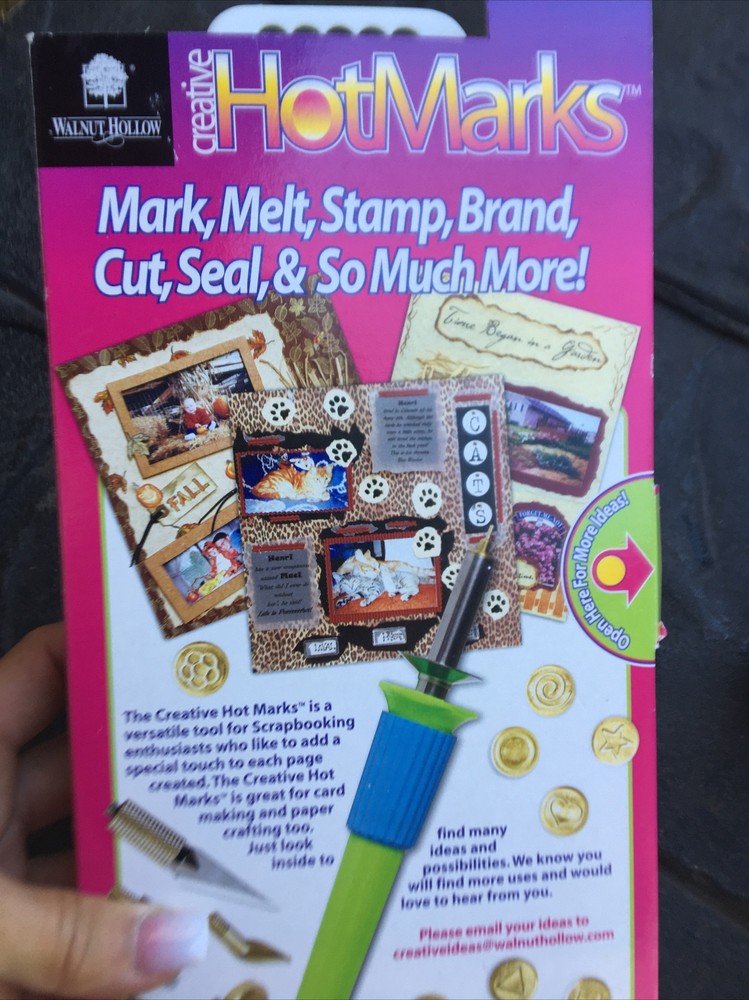 WALNUT HOLLOW
creative
HotMarks™
Mark, Melt, Stamp, Brand,
Cut, Seal, & So Much More!
Time Began in a Garden
FALL
CATS
Henri
Henri
Maxi
Open Here For More Ideas!
The Creative Hot Marks™ is a
versatile tool for Scrapbooking
enthusiasts who like to add a
special touch to each page
created. The Creative Hot
Marks™ is great for card
making and paper
crafting too.
Just look
inside to
find many
ideas and
possibilities. We know you
will find more uses and would
love to hear from you.
Please email your ideas to
creativeideas@walnuthollow.com